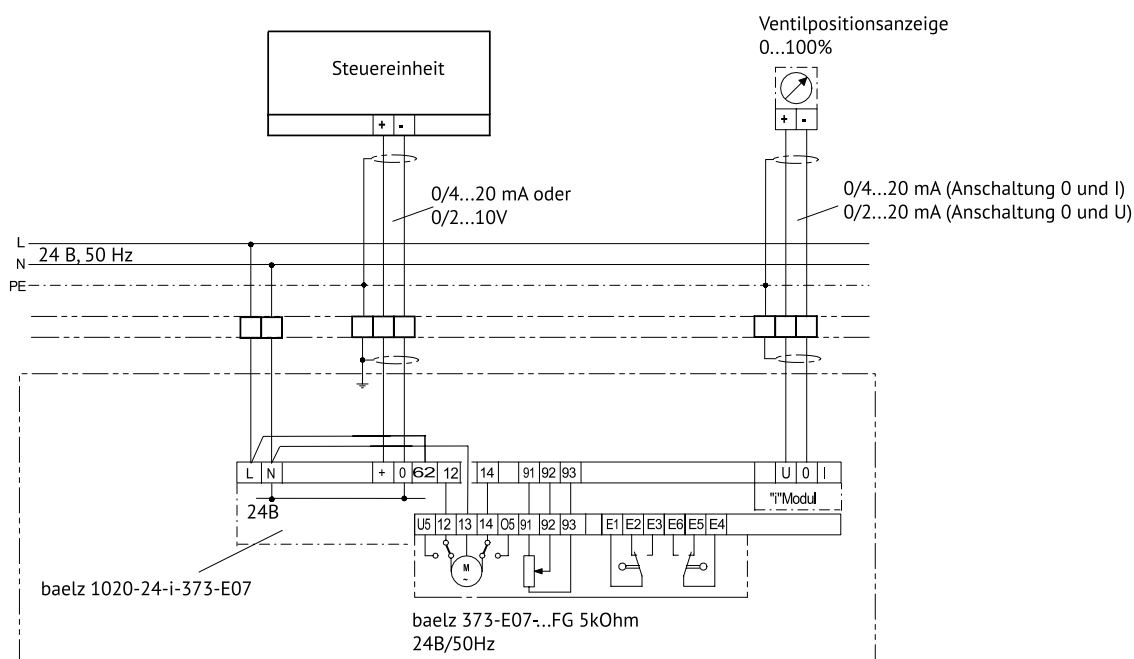 Ventilpositionsanzeige
0...100%
Steuereinheit
+ -
+ -
0/4...20 mA oder
0/2...10V
0/4...20 mA (Anschaltung 0 und I)
0/2...20 mA (Anschaltung 0 und U)
L
24 B, 50 Hz
N
PE
L N + 0 62 12 14 91 92 93 U 0 I
"i"Modul
24B
U5 12 13 14 O5 91 92 93 E1 E2 E3 E6 E5 E4
M
~
baelz 1020-24-i-373-E07
baelz 373-E07-...FG 5kOhm
24B/50Hz